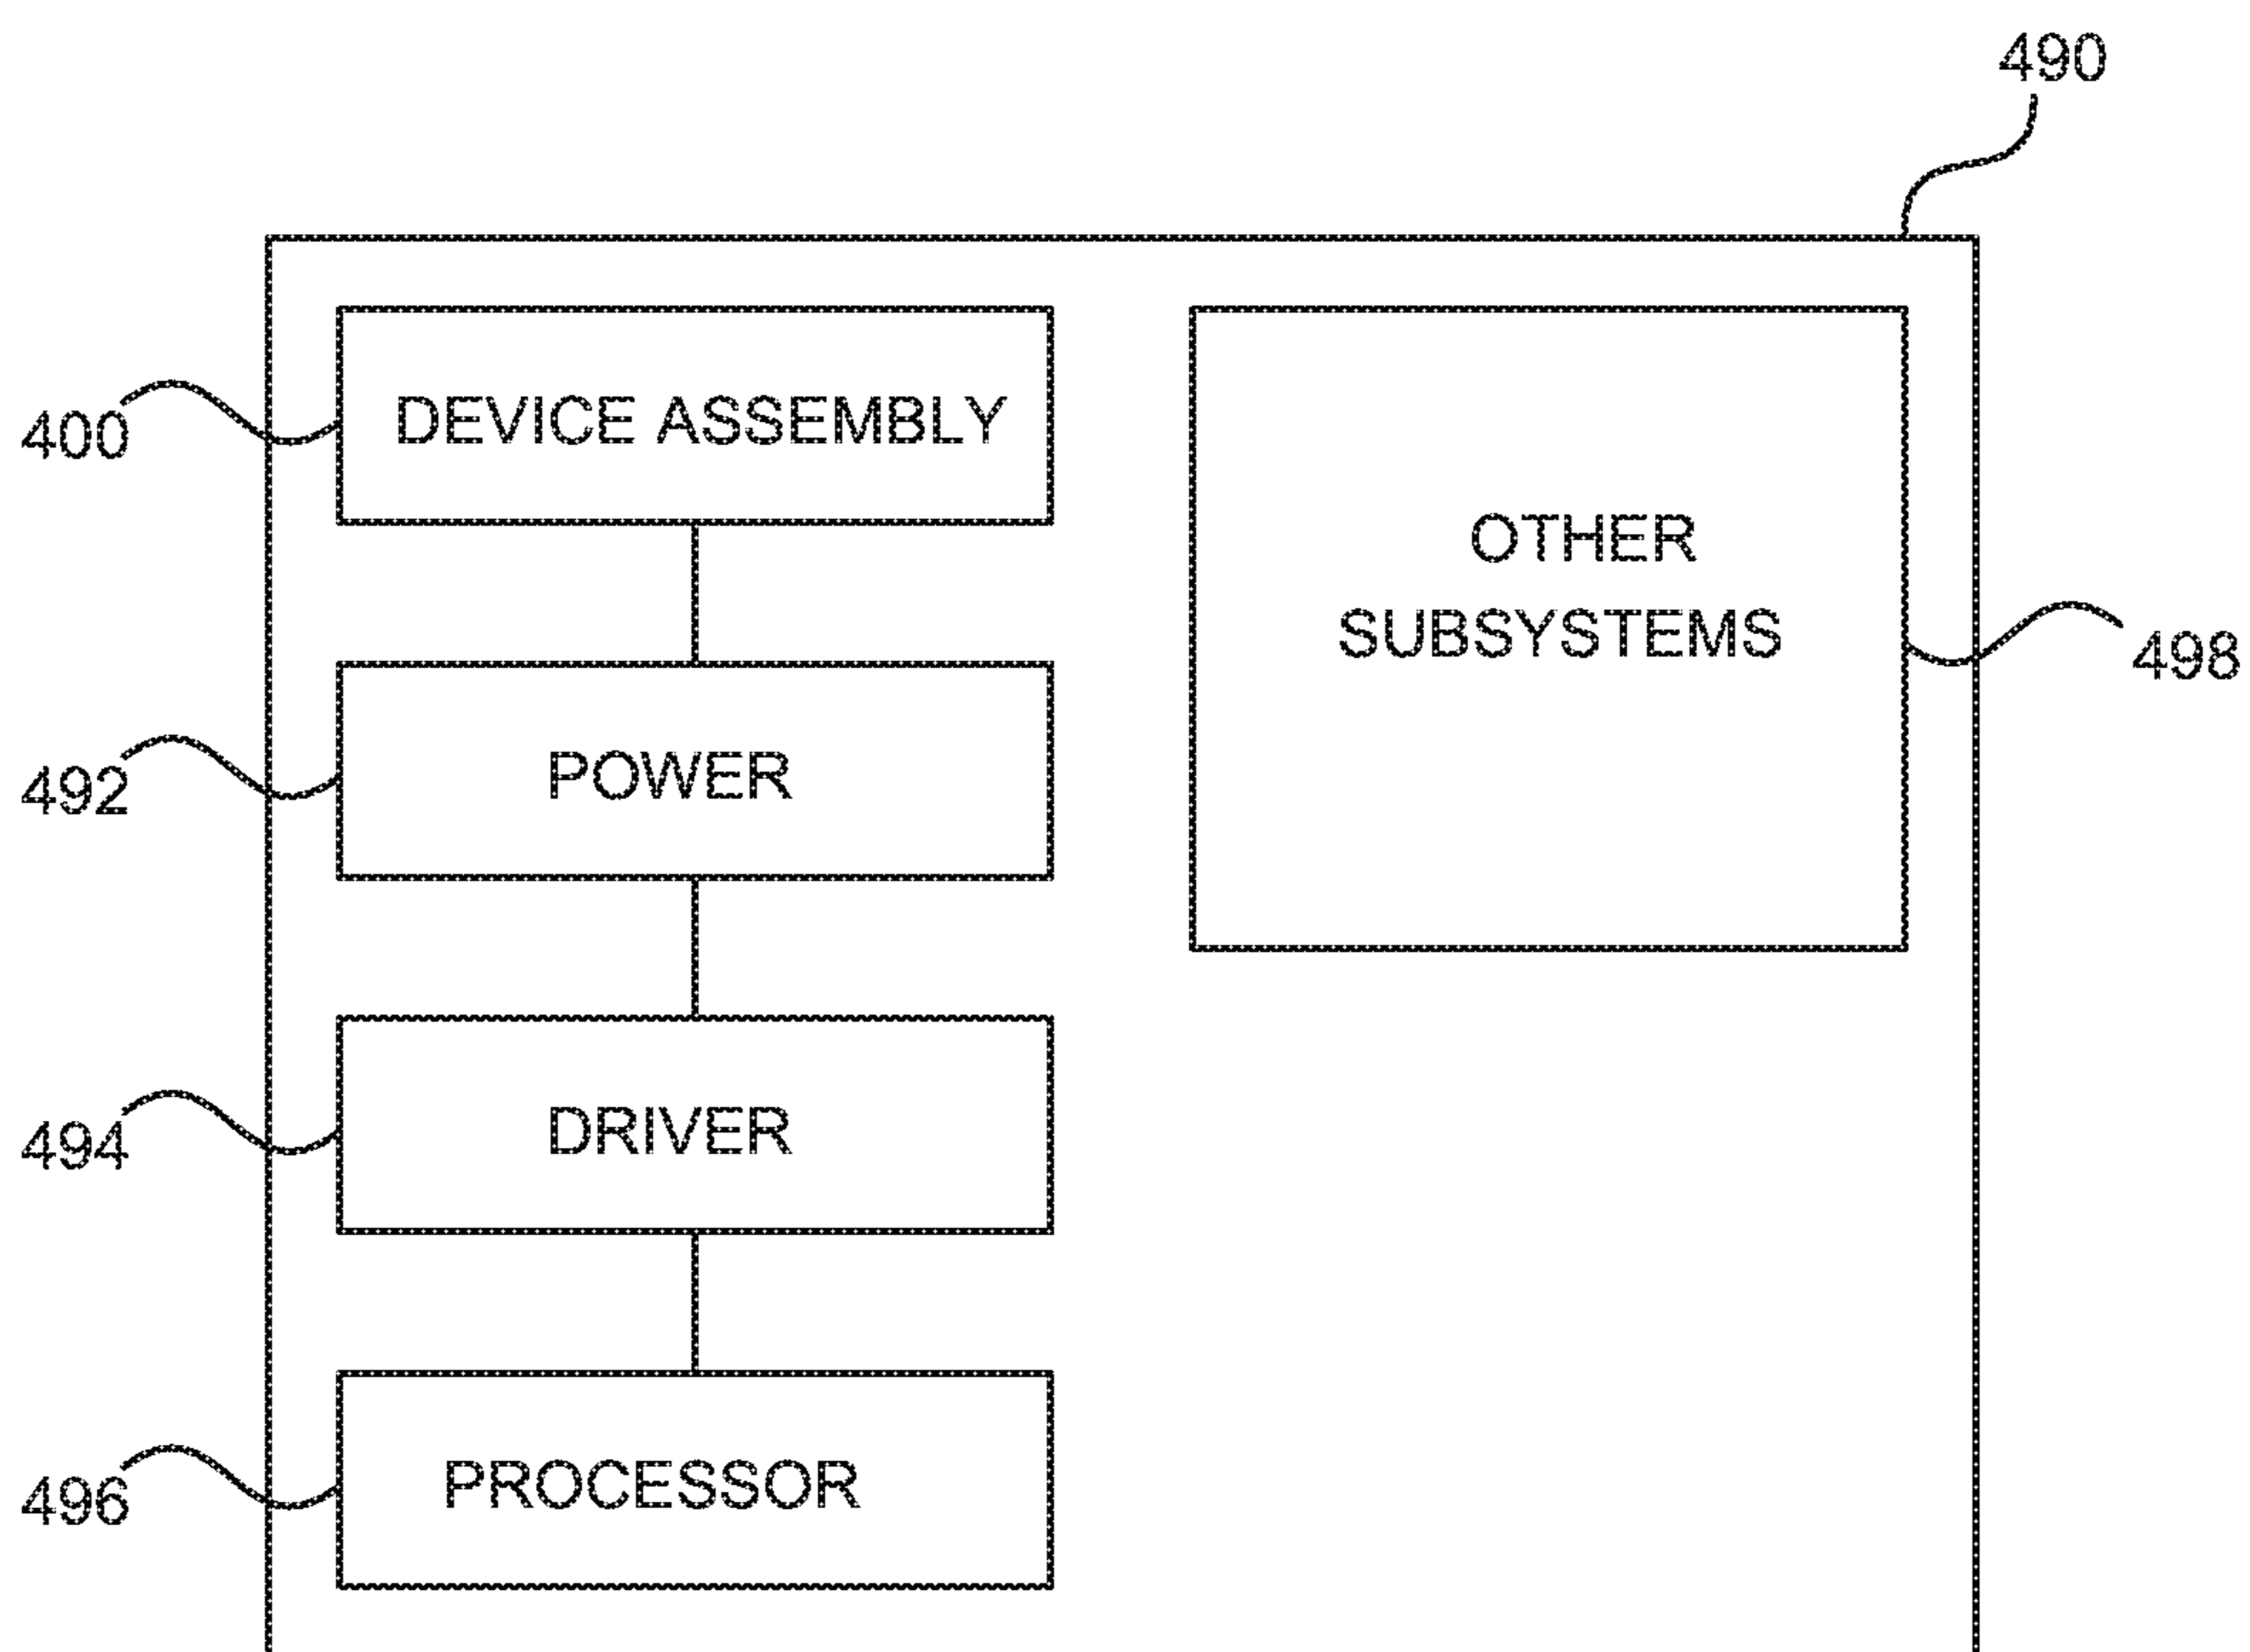 490
400
DEVICE ASSEMBLY
OTHER
SUBSYSTEMS
498
492
POWER
494
DRIVER
496
PROCESSOR